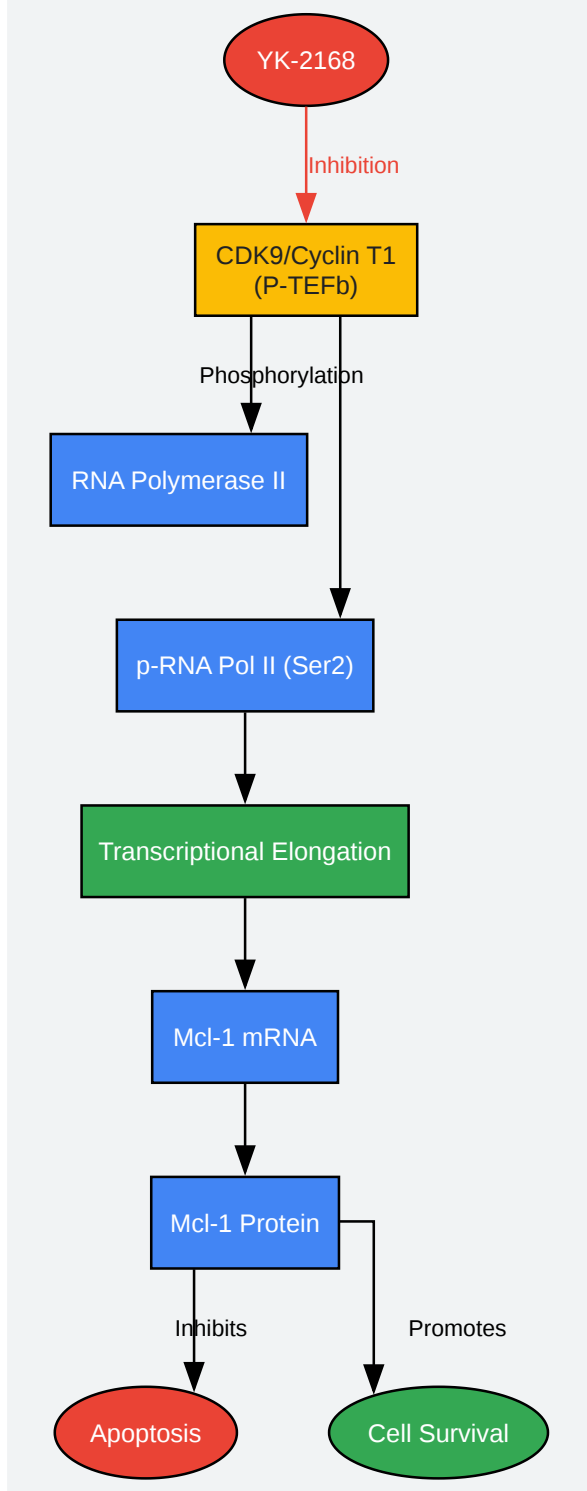 YK-2168
Inhibition
CDK9/Cyclin T1
(P-TEFb)
Phosphorylation
RNA Polymerase II
p-RNA Pol II (Ser2)
Transcriptional Elongation
Mcl-1 mRNA
Mcl-1 Protein
Inhibits
Promotes
Apoptosis
Cell Survival